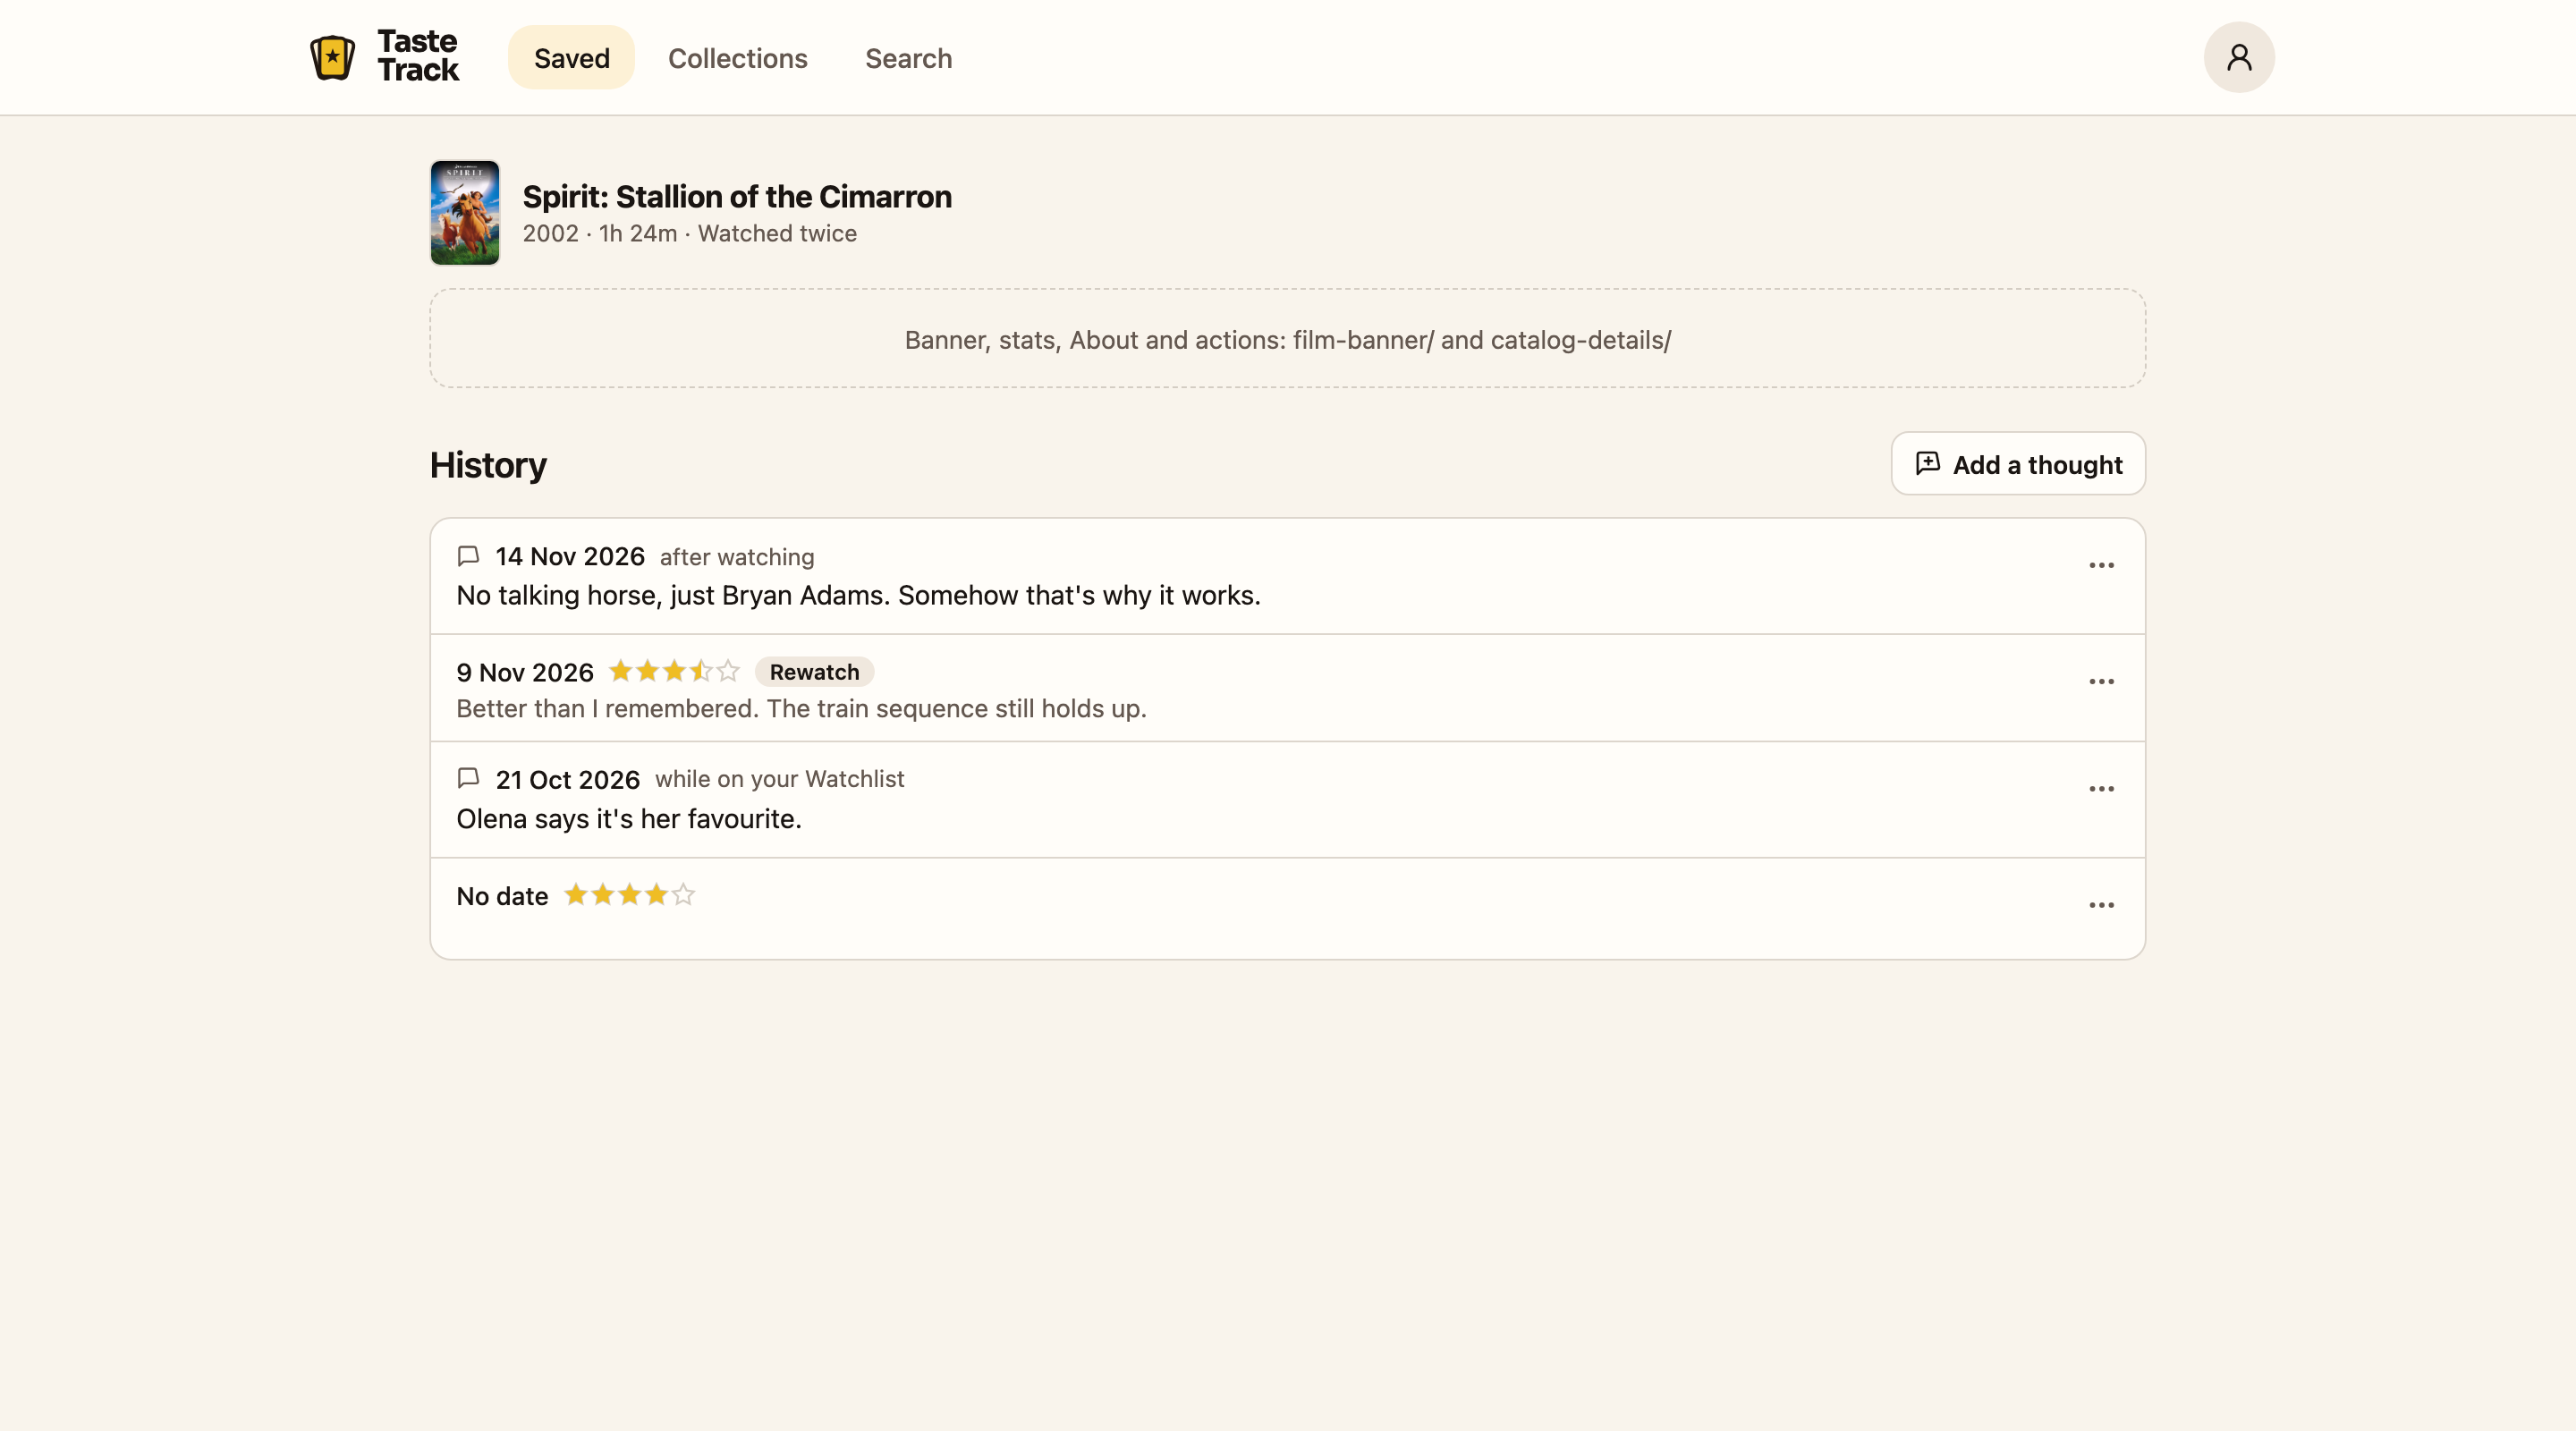 Taste
Track
Saved
Collections
Search
SPIRIT
Spirit: Stallion of the Cimarron
2002 · 1h 24m · Watched twice
Banner, stats, About and actions: film-banner/ and catalog-details/
History
Add a thought
14 Nov 2026 after watching
No talking horse, just Bryan Adams. Somehow that's why it works.
9 Nov 2026 Rewatch
Better than I remembered. The train sequence still holds up.
21 Oct 2026 while on your Watchlist
Olena says it's her favourite.
No date